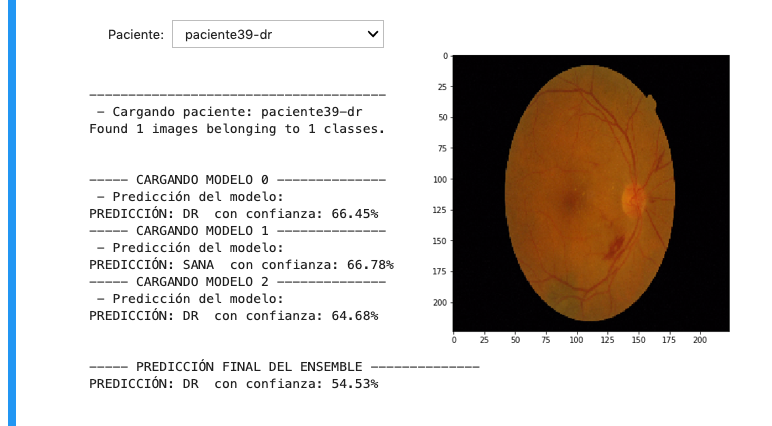 Paciente: paciente39-dr
--------------------------------------
– Cargando paciente: paciente39-dr
Found 1 images belonging to 1 classes.
----- CARGANDO MODELO 0 --------------
– Predicción del modelo:
PREDICCIÓN: DR con confianza: 66.45%
----- CARGANDO MODELO 1 --------------
– Predicción del modelo:
PREDICCIÓN: SANA con confianza: 66.78%
----- CARGANDO MODELO 2 --------------
– Predicción del modelo:
PREDICCIÓN: DR con confianza: 64.68%
----- PREDICCIÓN FINAL DEL ENSEMBLE --------------
PREDICCIÓN: DR con confianza: 54.53%
0
25
50
75
100
125
150
175
200
0 25 50 75 100 125 150 175 200